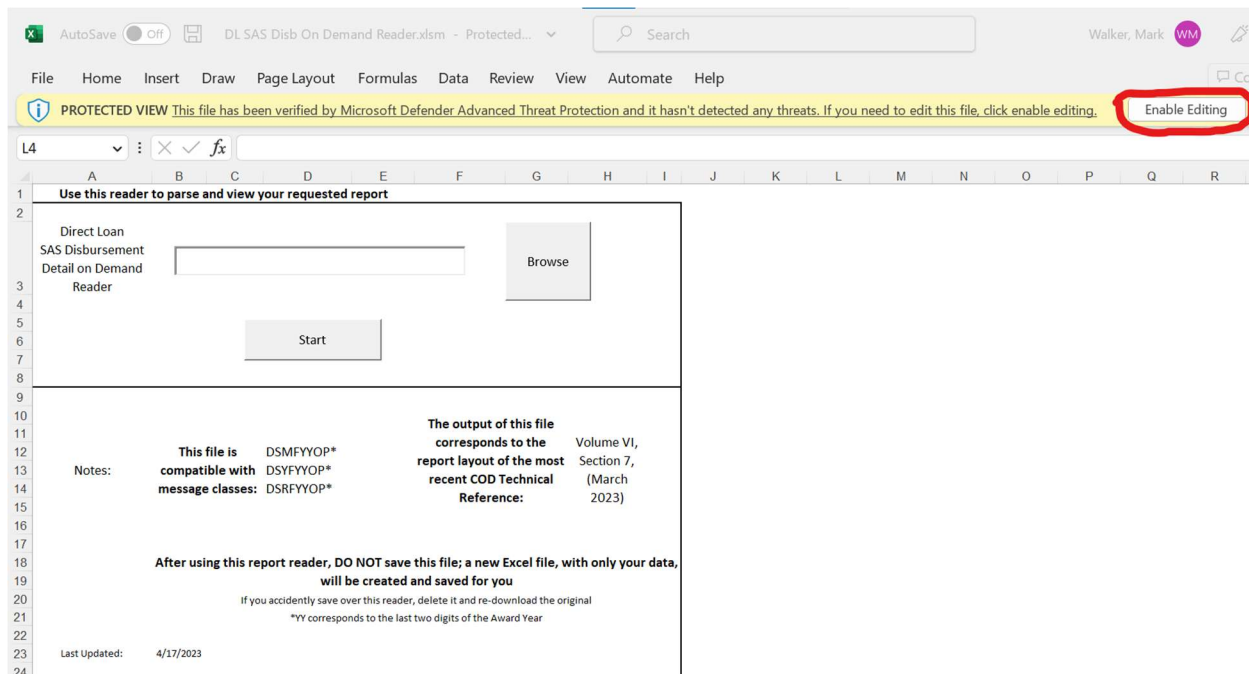 AutoSave Off DL SAS Disb On Demand Reader.xlsm - Protected... Search Walker, Mark WM
File Home Insert Draw Page Layout Formulas Data Review View Automate Help
PROTECTED VIEW This file has been verified by Microsoft Defender Advanced Threat Protection and it hasn't detected any threats. If you need to edit this file, click enable editing. Enable Editing
L4 fx
A B C D E F G H I J K L M N O P Q R
1 Use this reader to parse and view your requested report
2
Direct Loan
SAS Disbursement
Detail on Demand
Reader
Browse
3
4
5
6 Start
7
8
9
10
11
12
13
14
15
Notes:
This file is
compatible with
message classes:
DSMFYYOP*
DSYFYYOP*
DSRFYYOP*
The output of this file
corresponds to the
report layout of the most
recent COD Technical
Reference:
Volume VI,
Section 7,
(March
2023)
16
17
18 After using this report reader, DO NOT save this file; a new Excel file, with only your data,
19 will be created and saved for you
20 If you accidently save over this reader, delete it and re-download the original
21 *YY corresponds to the last two digits of the Award Year
22
23 Last Updated: 4/17/2023
24